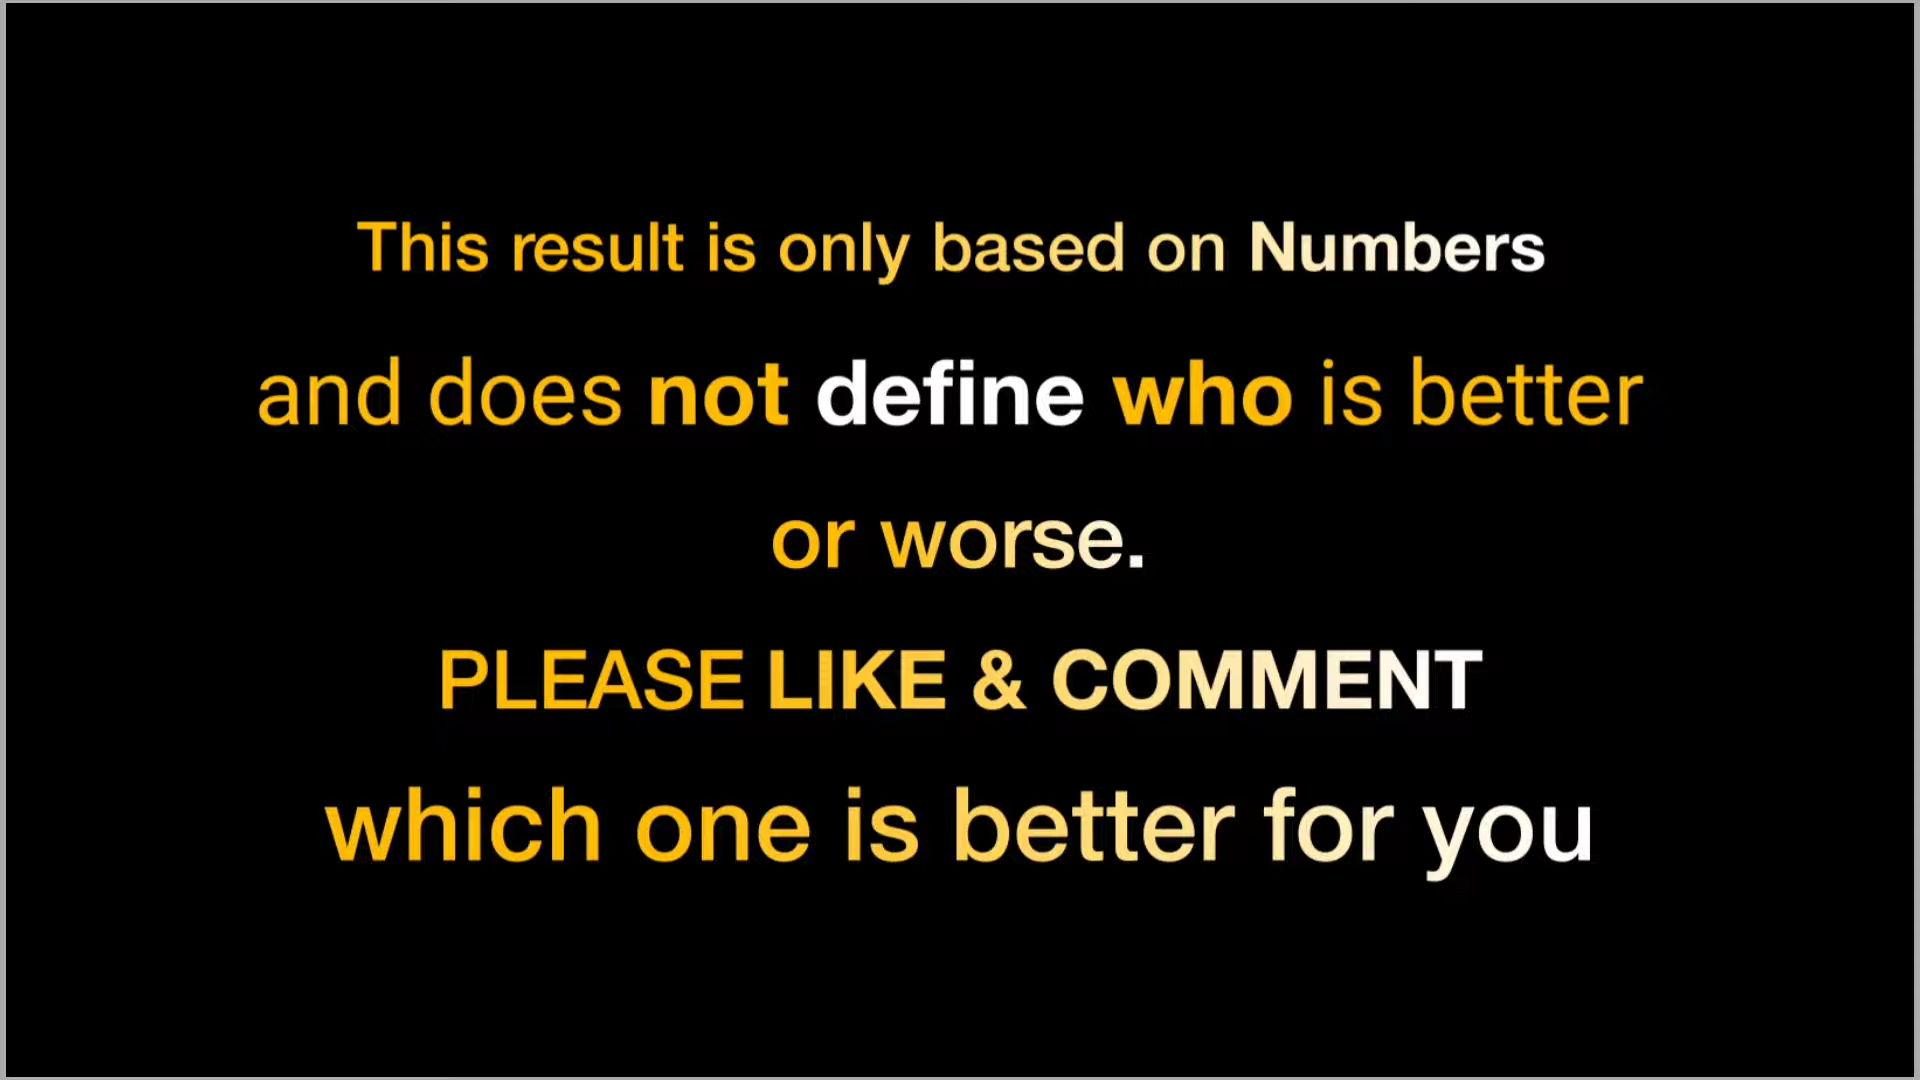 This result is only based on Numbers
and does not define who is better
or worse.
PLEASE LIKE & COMMENT
which one is better for you